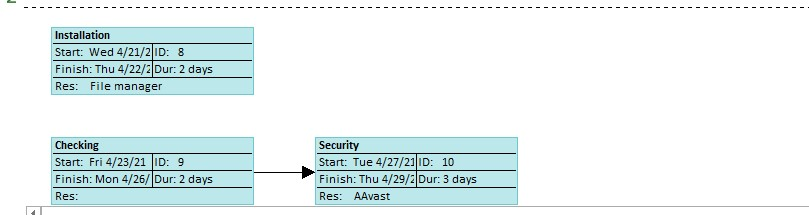 Installation
Start: Wed 4/21/2 ID: 8
Finish: Thu 4/22/2 Dur: 2 days
Res: File manager
Checking
Start: Fri 4/23/21 ID: 9
Finish: Mon 4/26/ Dur: 2 days
Res:
Security
Start: Tue 4/27/21 ID: 10
Finish: Thu 4/29/2 Dur: 3 days
Res: AAvast